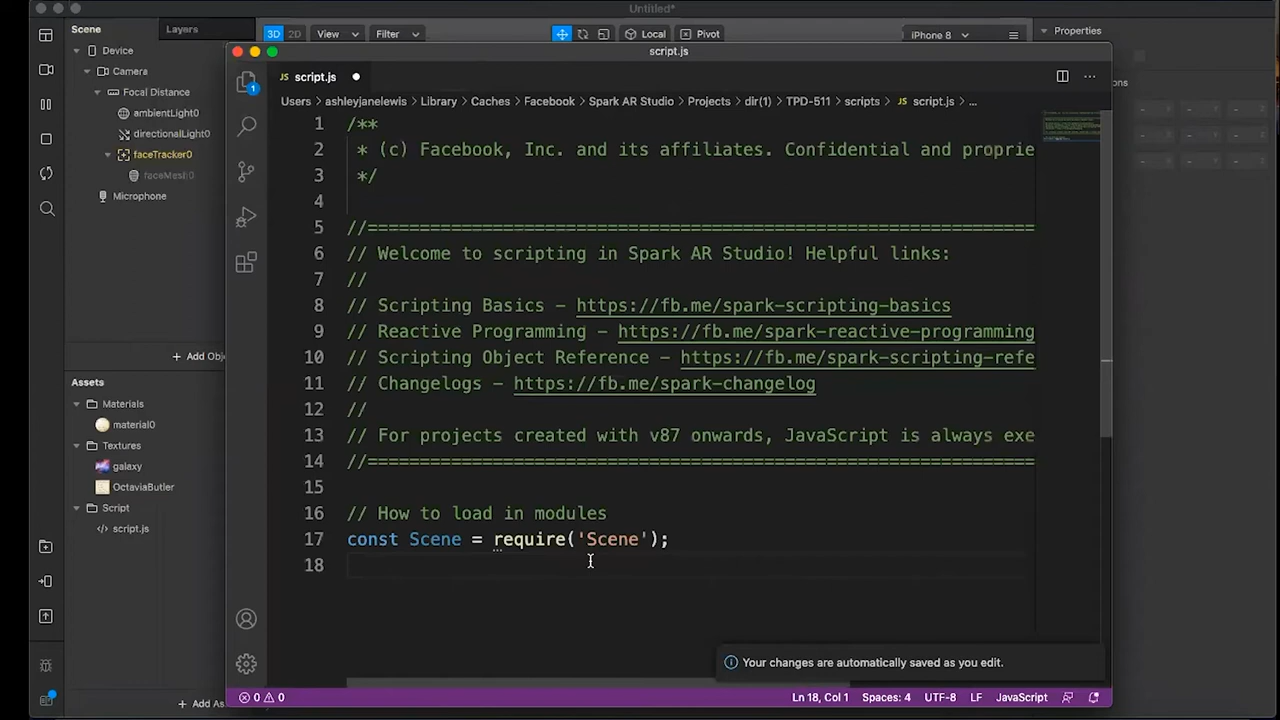 Untitled*
Scene Layers 3D 2D View Filter Local Pivot iPhone 8 Properties
Device
Camera
Focal Distance
ambientLight0
directionalLight0
faceTracker0
faceMesh0
Microphone
+ Add Obj
Assets
Materials
material0
Textures
galaxy
OctaviaButler
Script
script.js
+ Add As
script.js
JS script.js
Users > ashleyjanelewis > Library > Caches > Facebook > Spark AR Studio > Projects > dir(1) > TPD-511 > scripts > JS script.js > ...
1 /**
2 * (c) Facebook, Inc. and its affiliates. Confidential and proprie
3 */
4
5 //================================================================
6 // Welcome to scripting in Spark AR Studio! Helpful links:
7 //
8 // Scripting Basics - https://fb.me/spark-scripting-basics
9 // Reactive Programming - https://fb.me/spark-reactive-programming
10 // Scripting Object Reference - https://fb.me/spark-scripting-refe
11 // Changelogs - https://fb.me/spark-changelog
12 //
13 // For projects created with v87 onwards, JavaScript is always exe
14 //================================================================
15
16 // How to load in modules
17 const Scene = require('Scene');
18
Your changes are automatically saved as you edit.
0 0 Ln 18, Col 1 Spaces: 4 UTF-8 LF JavaScript
ons
1